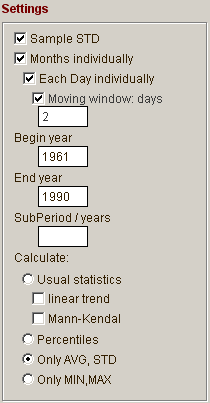 Settings
Sample STD
Months individually
Each Day individually
Moving window: days
2
Begin year
1961
End year
1990
SubPeriod / years
Calculate:
Usual statistics
linear trend
Mann-Kendal
Percentiles
Only AVG, STD
Only MIN,MAX